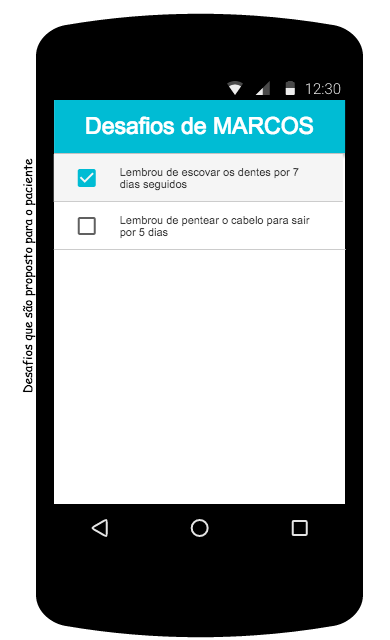 12:30
Desafios de MARCOS
Lembrou de escovar os dentes por 7
dias seguidos
Lembrou de pentear o cabelo para sair
por 5 dias
Desafios que são proposto para o paciente